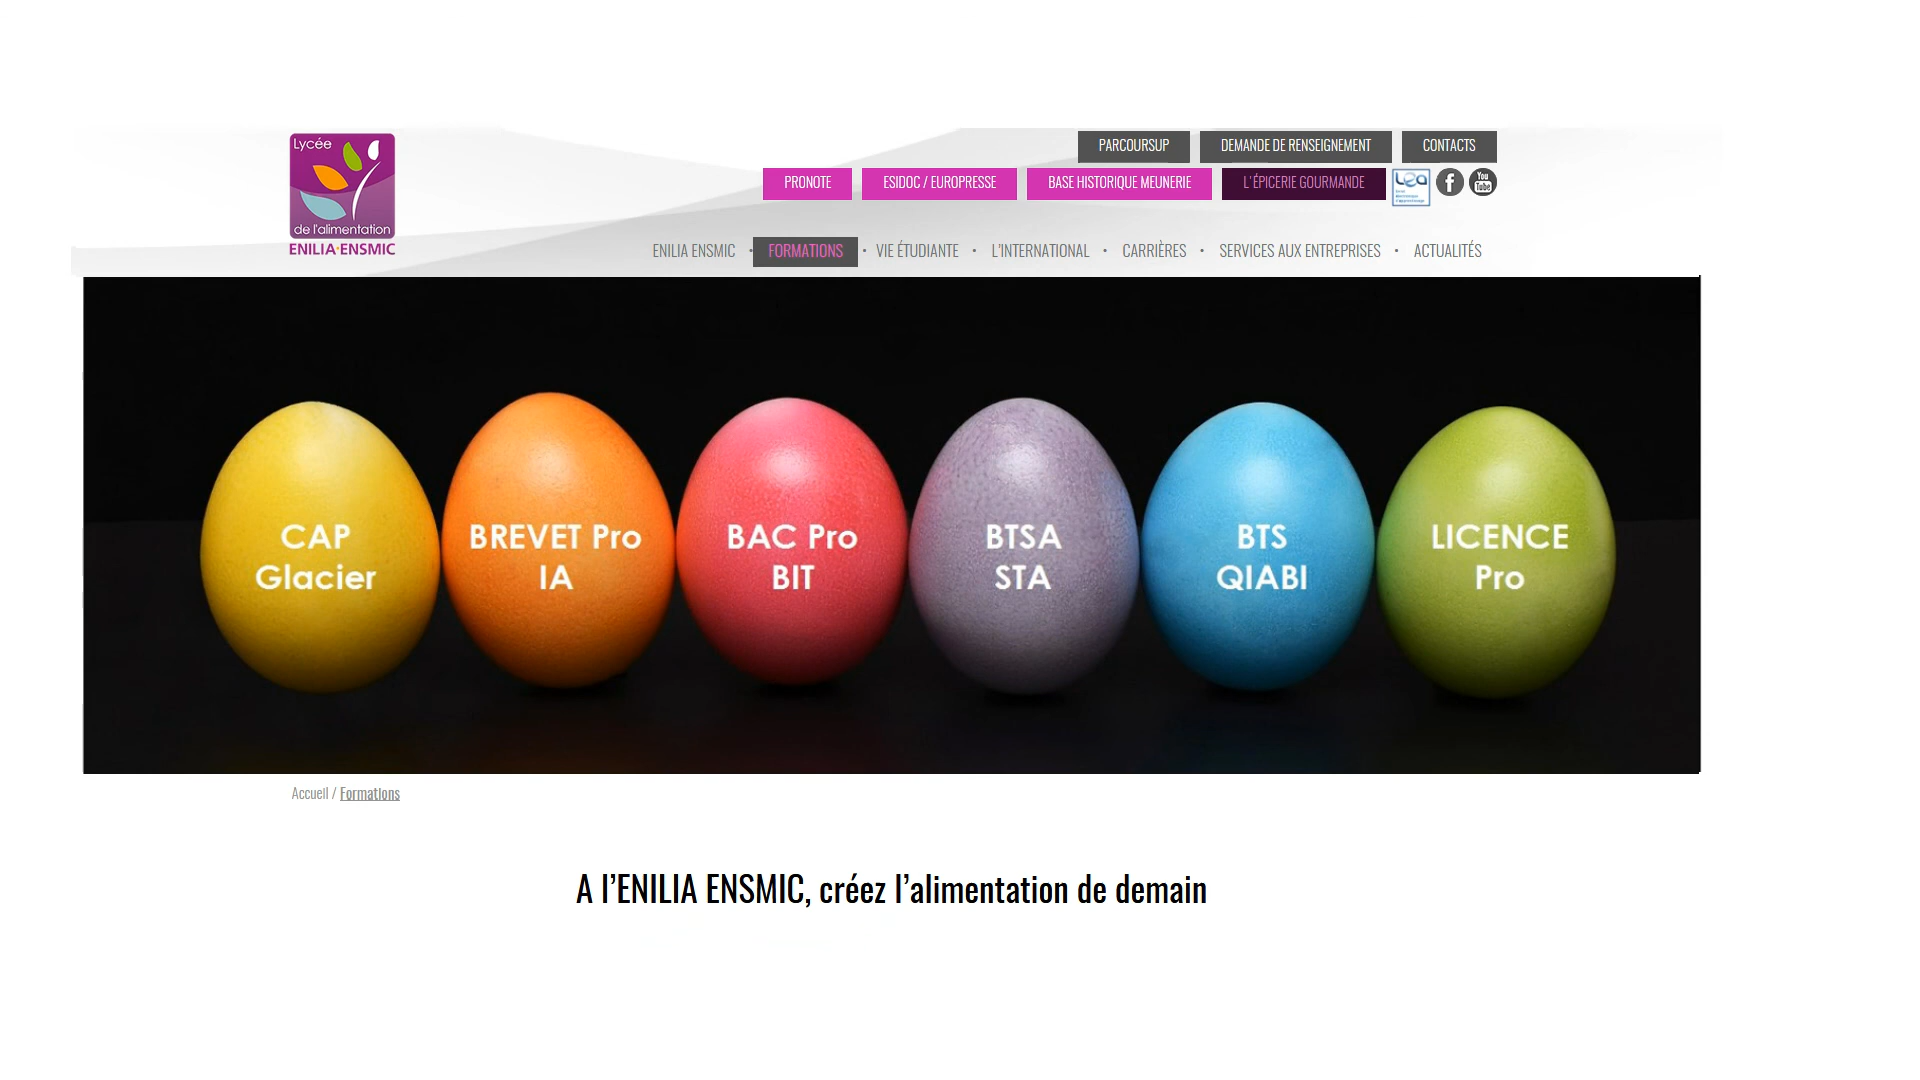 Lycée
de l'alimentation
ENILIA·ENSMIC
PARCOURSUP
DEMANDE DE RENSEIGNEMENT
CONTACTS
PRONOTE
ESIDOC / EUROPRESSE
BASE HISTORIQUE MEUNERIE
L'ÉPICERIE GOURMANDE
Léa
You
Tube
ENILIA ENSMIC • FORMATIONS • VIE ÉTUDIANTE • L'INTERNATIONAL • CARRIÈRES • SERVICES AUX ENTREPRISES • ACTUALITÉS
CAP
Glacier
BREVET Pro
IA
BAC Pro
BIT
BTSA
STA
BTS
QIABI
LICENCE
Pro
Accueil / Formations
A l’ENILIA ENSMIC, créez l’alimentation de demain